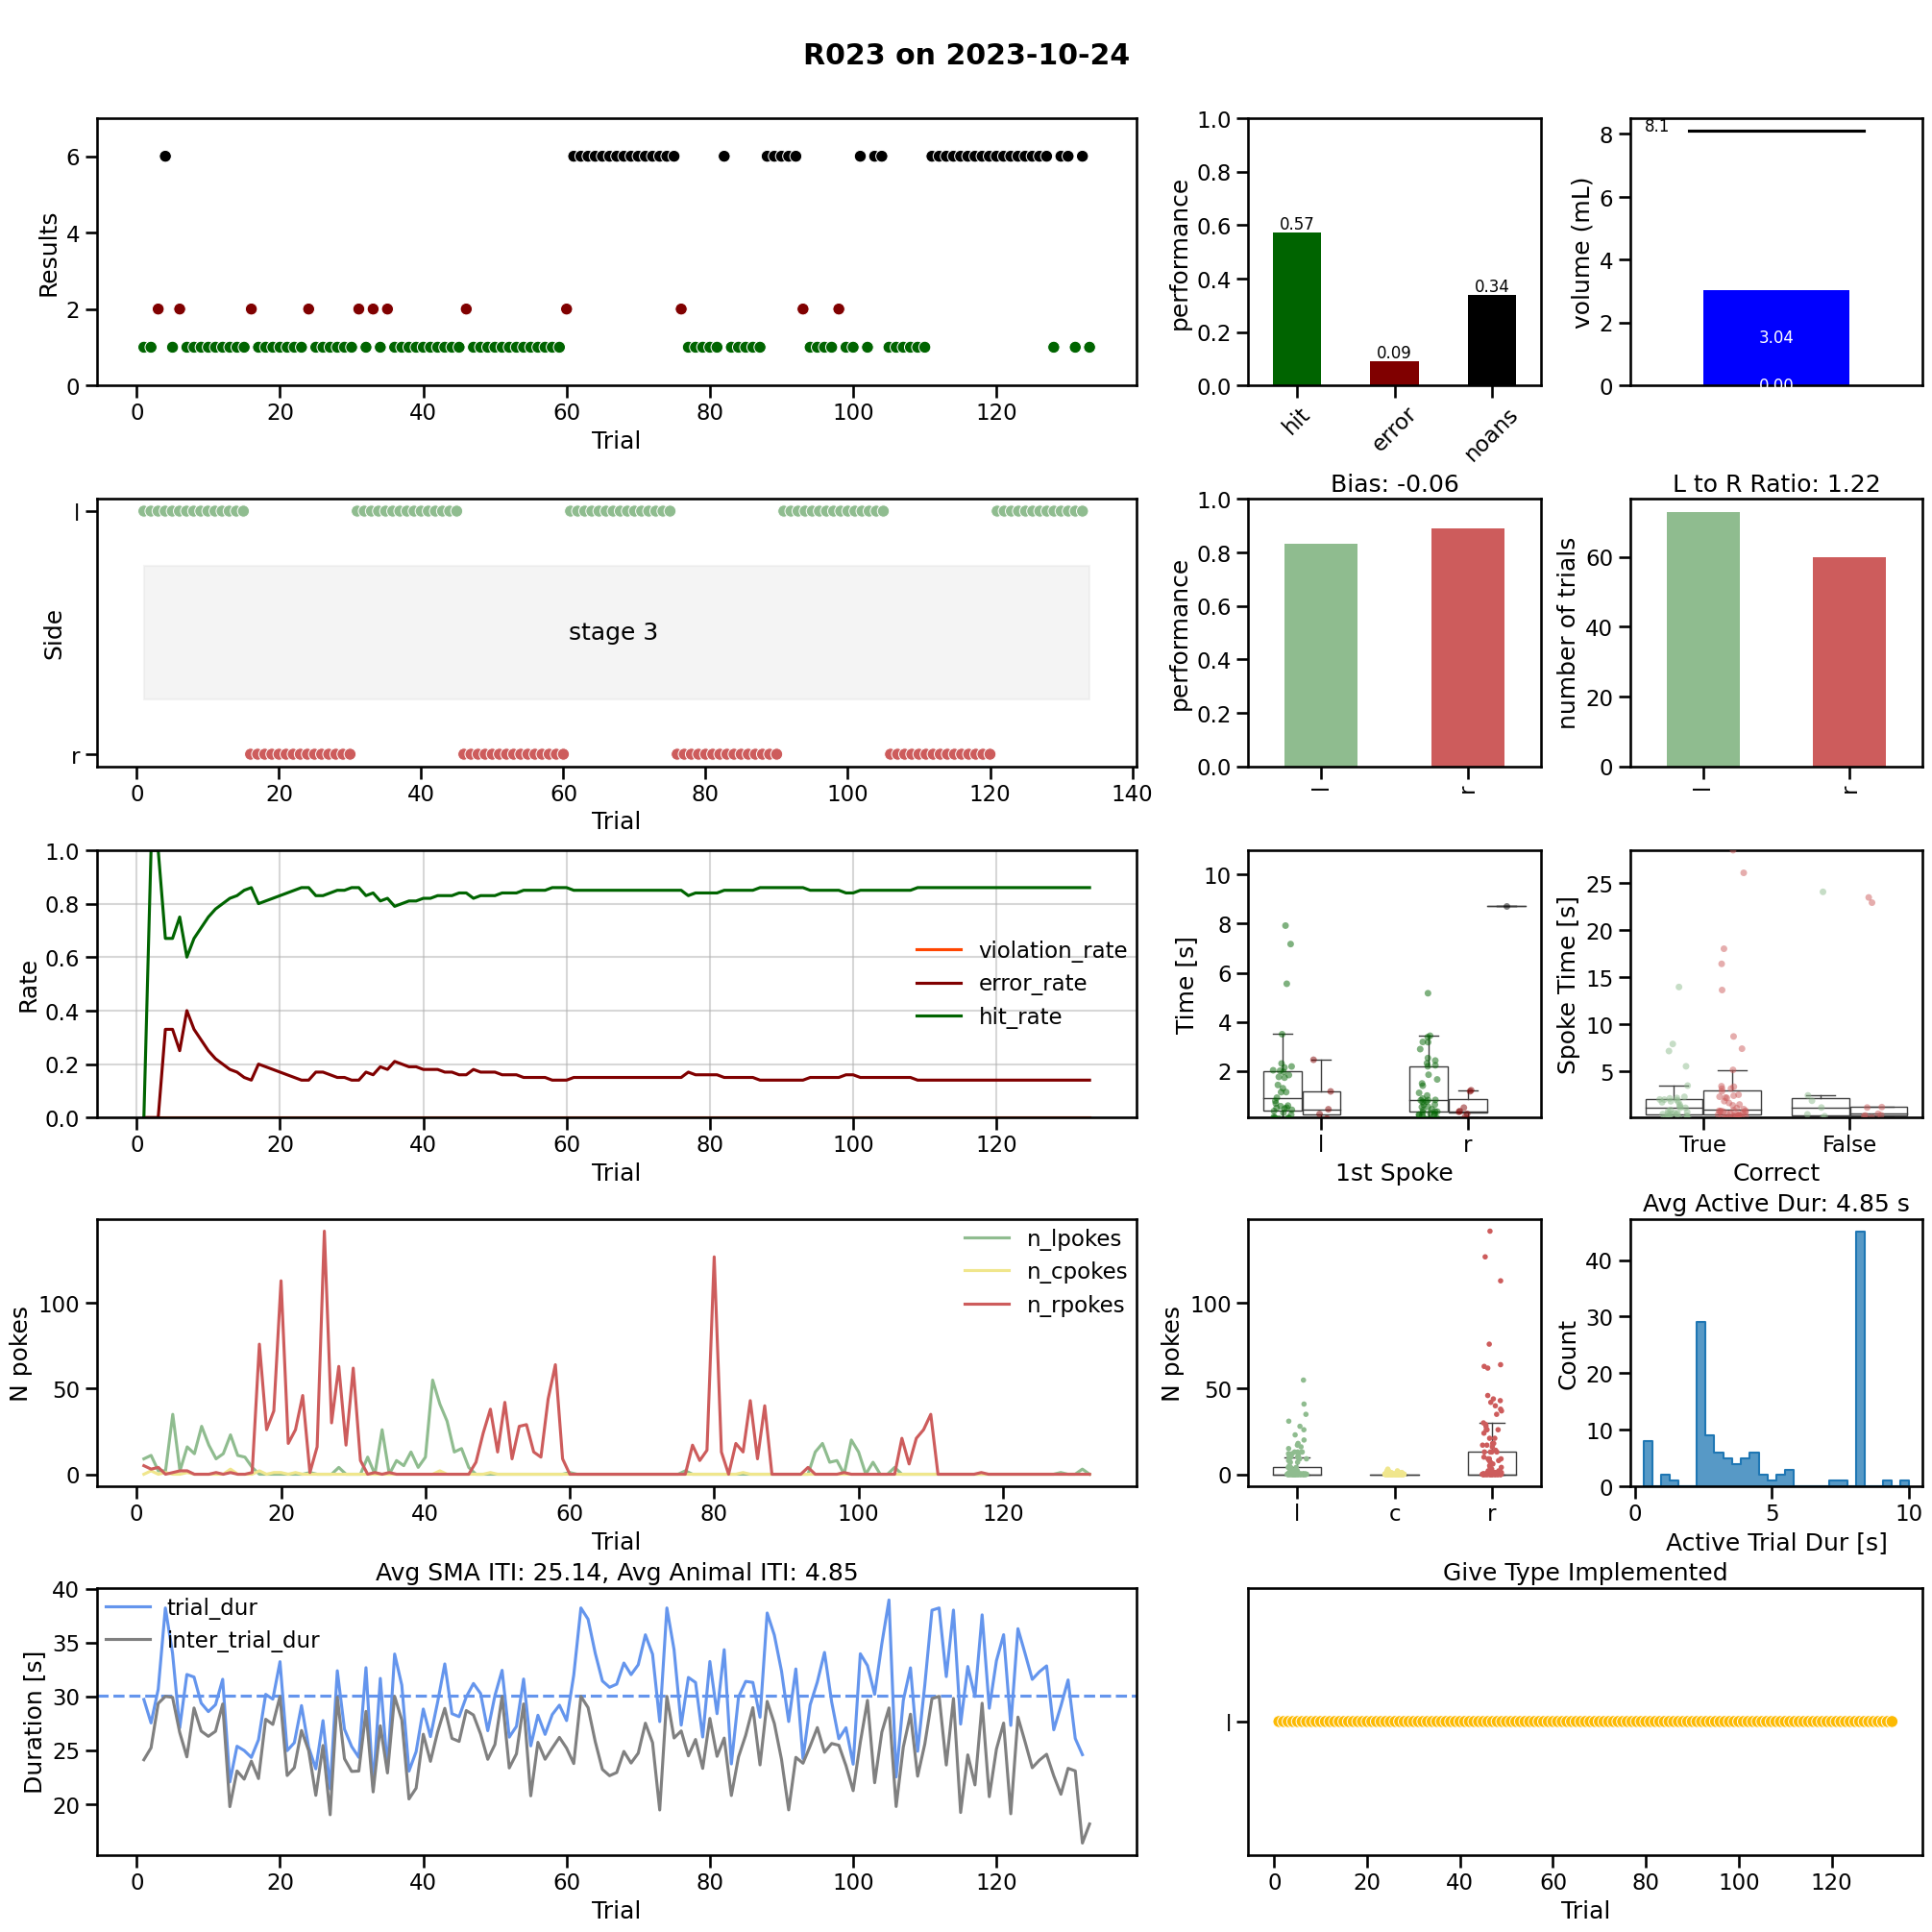 R023 on 2023-10-24
Results
6
4
2
0
0 20 40 60 80 100 120
Trial
performance
1.0
0.8
0.6
0.4
0.2
0.0
0.57
0.09
0.34
hit error noans
volume (mL)
8
6
4
2
0
8.1
3.04
0.00
Side
l
r
stage 3
0 20 40 60 80 100 120 140
Trial
Bias: -0.06
performance
1.0
0.8
0.6
0.4
0.2
0.0
l r
L to R Ratio: 1.22
number of trials
60
40
20
0
l r
Rate
1.0
0.8
0.6
0.4
0.2
0.0
violation_rate
error_rate
hit_rate
0 20 40 60 80 100 120
Trial
Time [s]
10
8
6
4
2
l r
1st Spoke
Spoke Time [s]
25
20
15
10
5
True False
Correct
N pokes
100
50
0
n_lpokes
n_cpokes
n_rpokes
0 20 40 60 80 100 120
Trial
N pokes
100
50
0
l c r
Avg Active Dur: 4.85 s
Count
40
30
20
10
0
0 5 10
Active Trial Dur [s]
Avg SMA ITI: 25.14, Avg Animal ITI: 4.85
Duration [s]
40
35
30
25
20
trial_dur
inter_trial_dur
0 20 40 60 80 100 120
Trial
Give Type Implemented
l
0 20 40 60 80 100 120
Trial